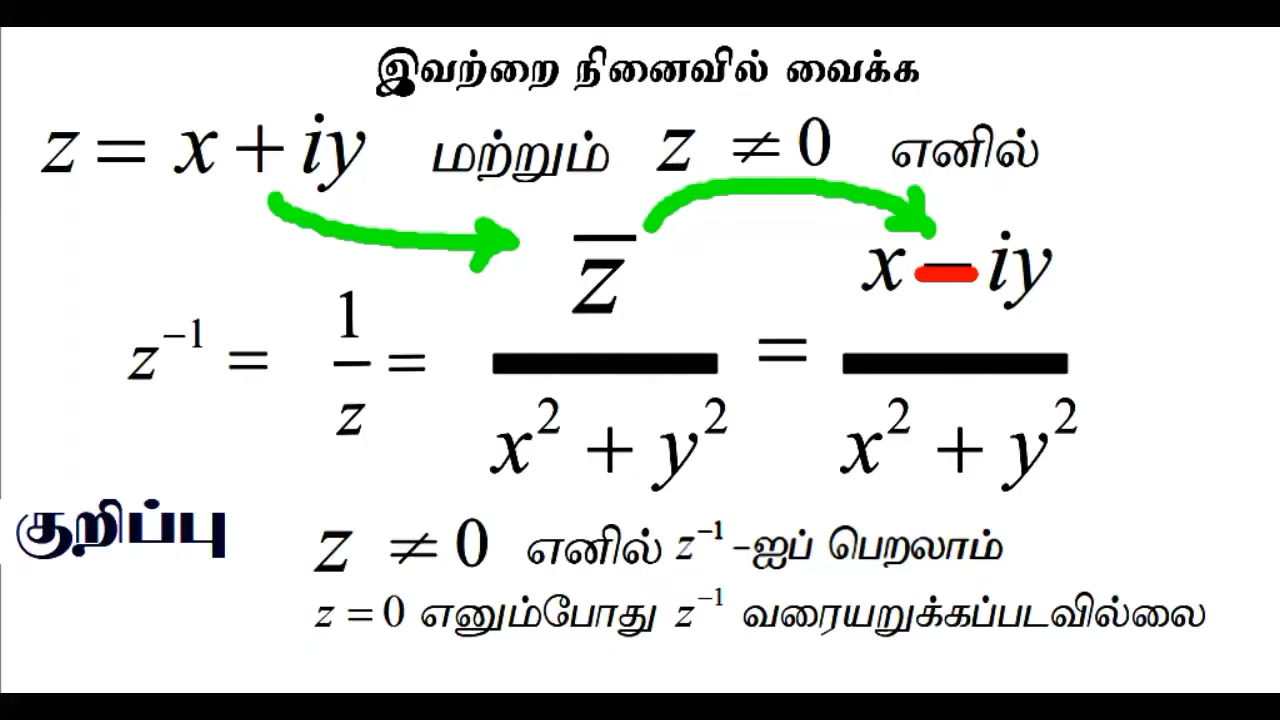 இவற்றை நினைவில் வைக்க
z = x + iy மற்றும் z ≠ 0 எனில்
z⁻¹ = 1/z = z̅/(x² + y²) = (x − iy)/(x² + y²)
குறிப்பு
z ≠ 0 எனில் z⁻¹ -ஐப் பெறலாம்
z = 0 எனும்போது z⁻¹ வரையறுக்கப்படவில்லை